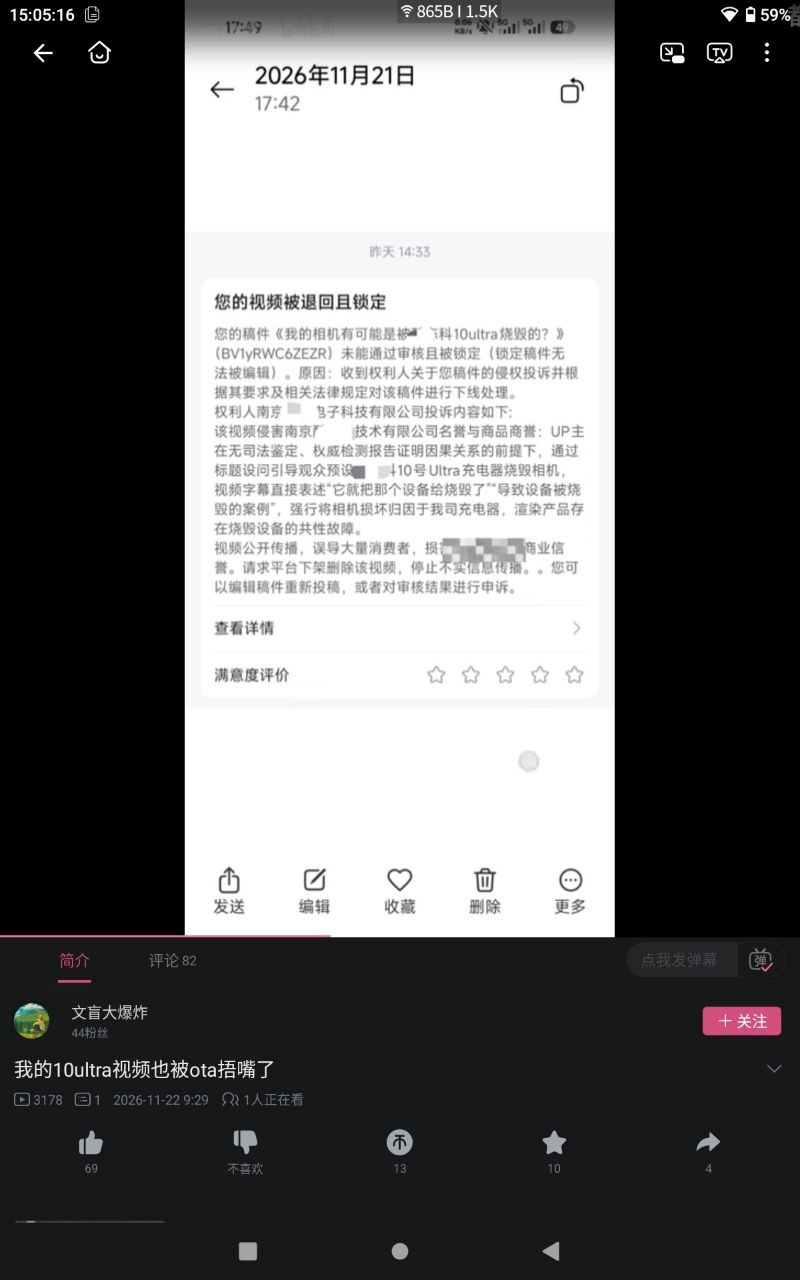 15:05:16
865B | 1.5K
59%
17:49
0.06
KB/s
5G
5G
49
2026年11月21日
17:42
TV
昨天 14:33
您的视频被退回且锁定
您的稿件《我的相机有可能是被 科10ultra烧毁的？》
（BV1yRWC6ZEZR）未能通过审核且被锁定（锁定稿件无
法被编辑）。原因：收到权利人关于您稿件的侵权投诉并根
据其要求及相关法律规定对该稿件进行下线处理。
权利人南京 电子科技有限公司投诉内容如下:
该视频侵害南京 技术有限公司名誉与商品商誉：UP主
在无司法鉴定、权威检测报告证明因果关系的前提下，通过
标题设问引导观众预设 10号Ultra充电器烧毁相机，
视频字幕直接表述“它就把那个设备给烧毁了”“导致设备被烧
毁的案例”，强行将相机损坏归因于我司充电器，渲染产品存
在烧毁设备的共性故障。
视频公开传播，误导大量消费者，损害 商业信
誉。请求平台下架删除该视频，停止不实信息传播。。您可
以编辑稿件重新投稿，或者对审核结果进行申诉。
查看详情
满意度评价
发送
编辑
收藏
删除
更多
简介
评论 82
点我发弹幕
弹
文盲大爆炸
44粉丝
＋关注
我的10ultra视频也被ota捂嘴了
3178
1
2026-11-22 9:29
1人正在看
69
不喜欢
13
10
4